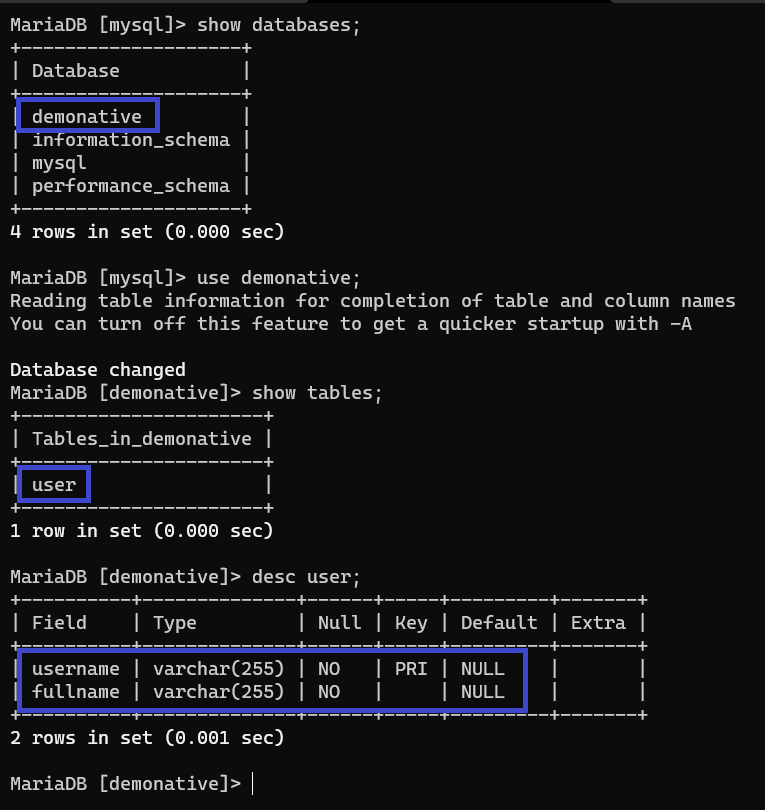 MariaDB [mysql]> show databases;
+--------------------+
| Database           |
+--------------------+
| demonative         |
| information_schema |
| mysql              |
| performance_schema |
+--------------------+
4 rows in set (0.000 sec)
MariaDB [mysql]> use demonative;
Reading table information for completion of table and column names
You can turn off this feature to get a quicker startup with -A
Database changed
MariaDB [demonative]> show tables;
+----------------------+
| Tables_in_demonative |
+----------------------+
| user                 |
+----------------------+
1 row in set (0.000 sec)
MariaDB [demonative]> desc user;
+----------+--------------+------+-----+---------+-------+
| Field    | Type         | Null | Key | Default | Extra |
+----------+--------------+------+-----+---------+-------+
| username | varchar(255) | NO   | PRI | NULL    |       |
| fullname | varchar(255) | NO   |     | NULL    |       |
+----------+--------------+------+-----+---------+-------+
2 rows in set (0.001 sec)
MariaDB [demonative]>